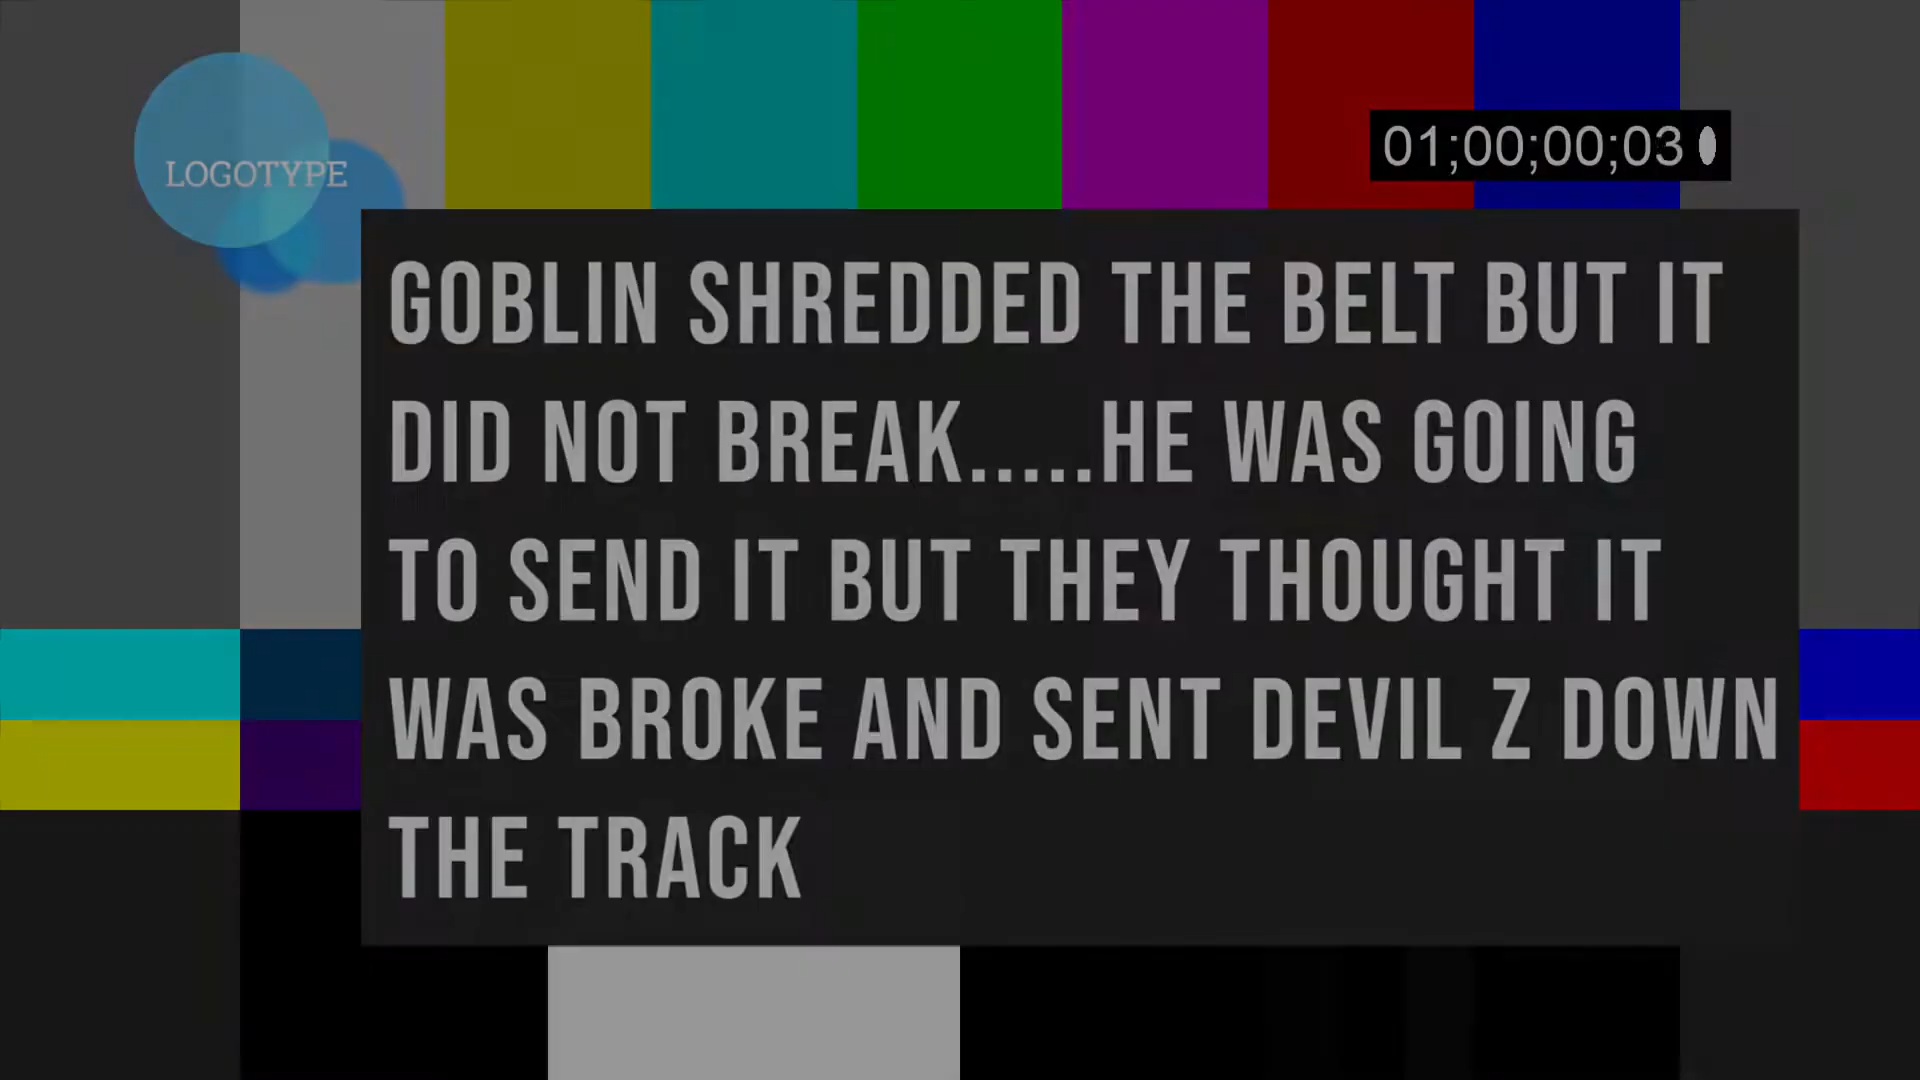 LOGOTYPE
01;00;00;03
GOBLIN SHREDDED THE BELT BUT IT
DID NOT BREAK.....HE WAS GOING
TO SEND IT BUT THEY THOUGHT IT
WAS BROKE AND SENT DEVIL Z DOWN
THE TRACK